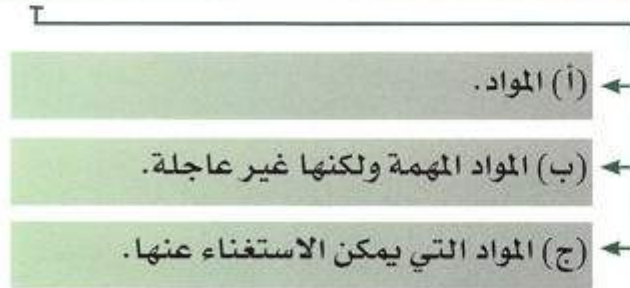 (أ) المواد.
(ب) المواد المهمة ولكنها غير عاجلة.
(ج) المواد التي يمكن الاستغناء عنها.